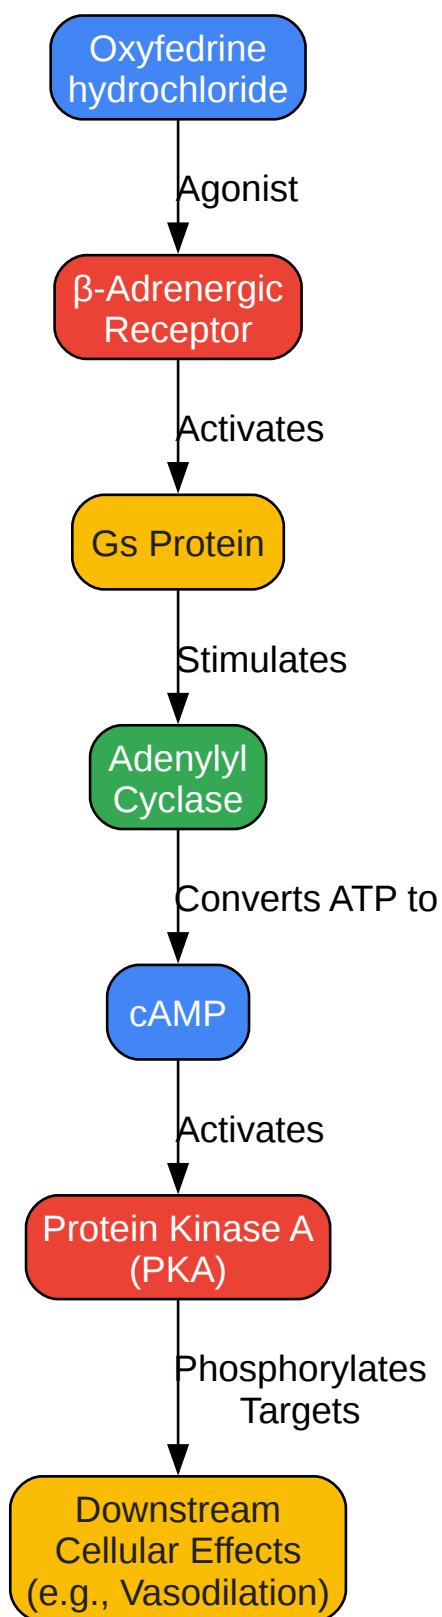 Oxyfedrine
hydrochloride
Agonist
β-Adrenergic
Receptor
Activates
Gs Protein
Stimulates
Adenylyl
Cyclase
Converts ATP to
cAMP
Activates
Protein Kinase A
(PKA)
Phosphorylates
Targets
Downstream
Cellular Effects
(e.g., Vasodilation)